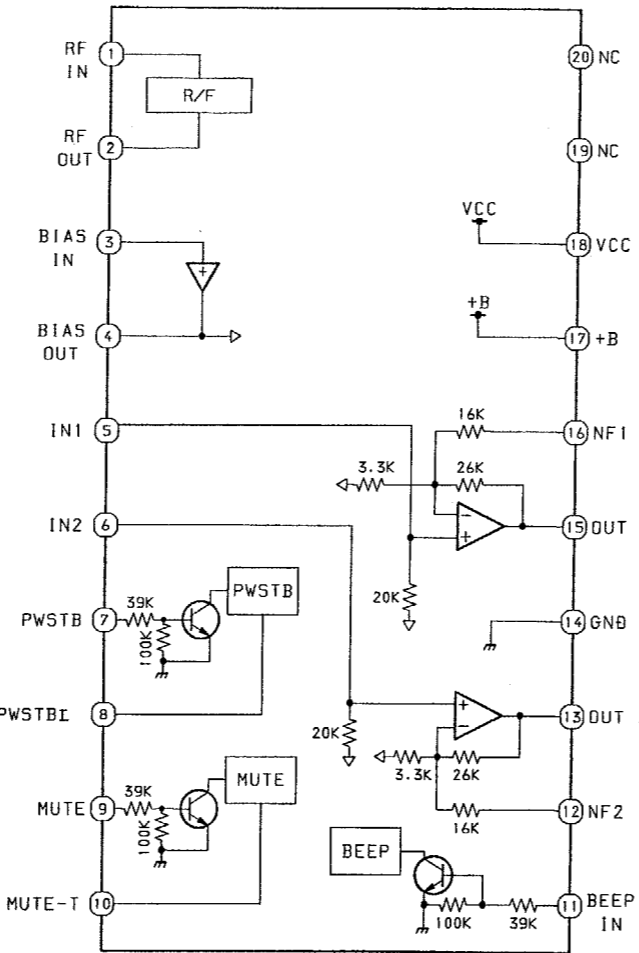 RF
IN
1
R/F
RF
OUT
2
BIAS
IN
3
+
BIAS
OUT
4
IN1
5
IN2
6
PWSTB
7
39K
100K
PWSTB
PWSTBI
8
MUTE
9
39K
100K
MUTE
MUTE-T
10
20 NC
19 NC
VCC
18 VCC
+B
17 +B
16K
16 NF1
3.3K
26K
-
+
15 OUT
20K
14 GND
+
-
13 OUT
20K
3.3K
26K
16K
12 NF2
BEEP
100K
39K
11
BEEP
IN